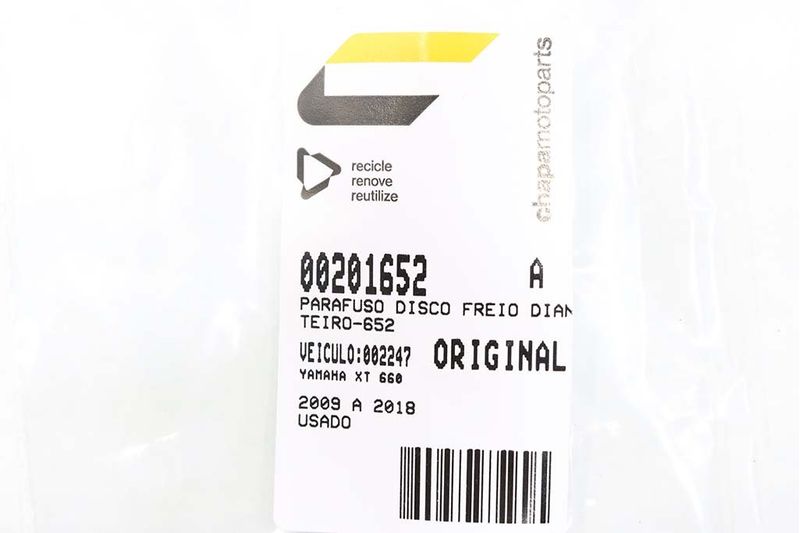 chapamotoparts
recicle
renove
reutilize
00201652 A
PARAFUSO DISCO FREIO DIAN
TEIRO-652
VEICULO:002247 ORIGINAL
YAMAHA XT 660
2009 A 2018
USADO